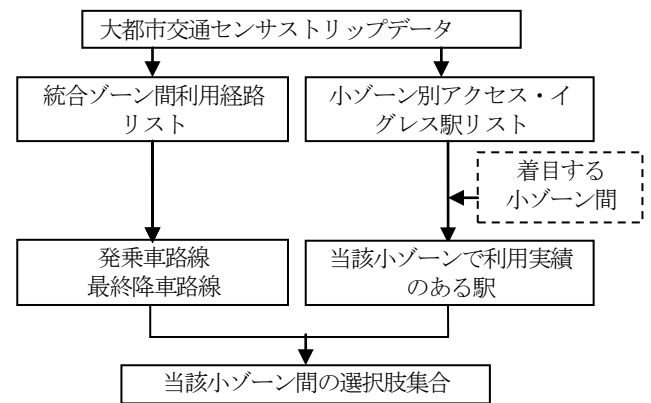 大都市交通センサストリップデータ
統合ゾーン間利用経路
リスト
小ゾーン別アクセス・イ
グレス駅リスト
着目する
小ゾーン間
発乗車路線
最終降車路線
当該小ゾーンで利用実績
のある駅
当該小ゾーン間の選択肢集合